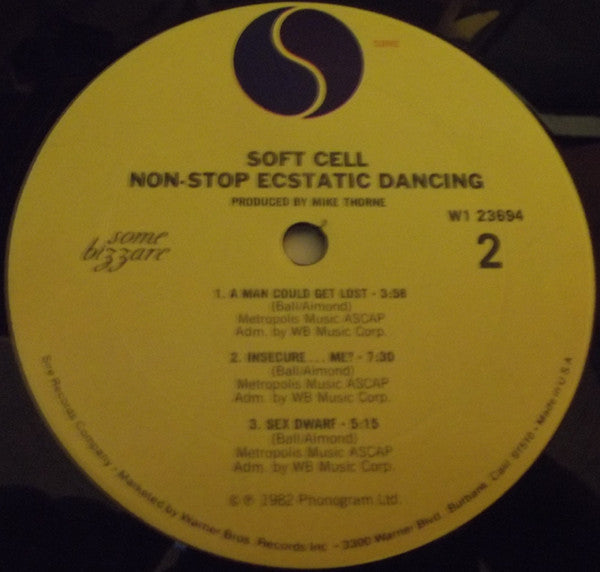 SIRE
SOFT CELL
NON-STOP ECSTATIC DANCING
PRODUCED BY MIKE THORNE
W1 23694
some
bizzare
2
1. A MAN COULD GET LOST - 3:58
(Ball/Almond)
Metropolis Music ASCAP
Adm. by WB Music Corp.
2. INSECURE... ME? - 7:30
(Ball/Almond)
Metropolis Music ASCAP
Adm. by WB Music Corp.
3. SEX DWARF - 5:15
(Ball/Almond)
Metropolis Music ASCAP
Adm. by WB Music Corp.
© ℗ 1982 Phonogram Ltd.
Sire Records Company - Marketed by Warner Bros. Records Inc. - 3300 Warner Blvd. Burbank, Calif. 91510 • Made in U.S.A.